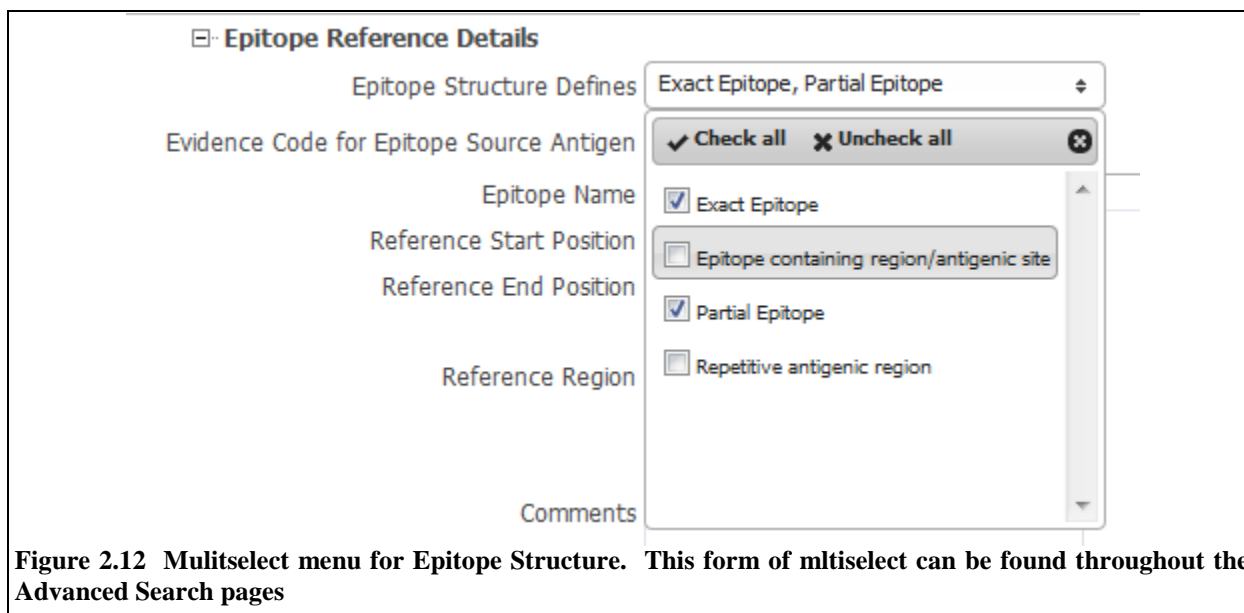 Epitope Reference Details
Epitope Structure Defines Exact Epitope, Partial Epitope
Evidence Code for Epitope Source Antigen Check all Uncheck all
Epitope Name Exact Epitope
Reference Start Position Epitope containing region/antigenic site
Reference End Position Partial Epitope
Reference Region Repetitive antigenic region
Comments
Figure 2.12 Mulitselect menu for Epitope Structure. This form of mltiselect can be found throughout the
Advanced Search pages